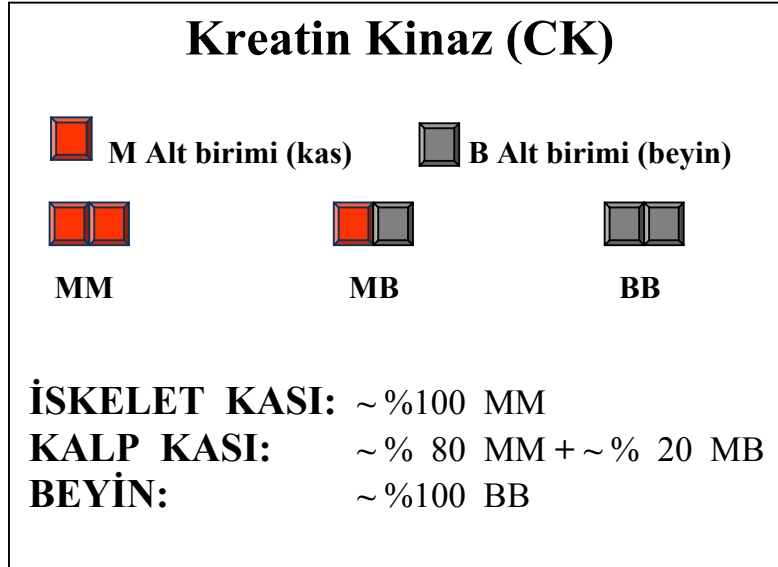 Kreatin Kinaz (CK)
M Alt birimi (kas) B Alt birimi (beyin)
MM MB BB
İSKELET KASI: ~ %100 MM
KALP KASI: ~ % 80 MM + ~ % 20 MB
BEYİN: ~ %100 BB